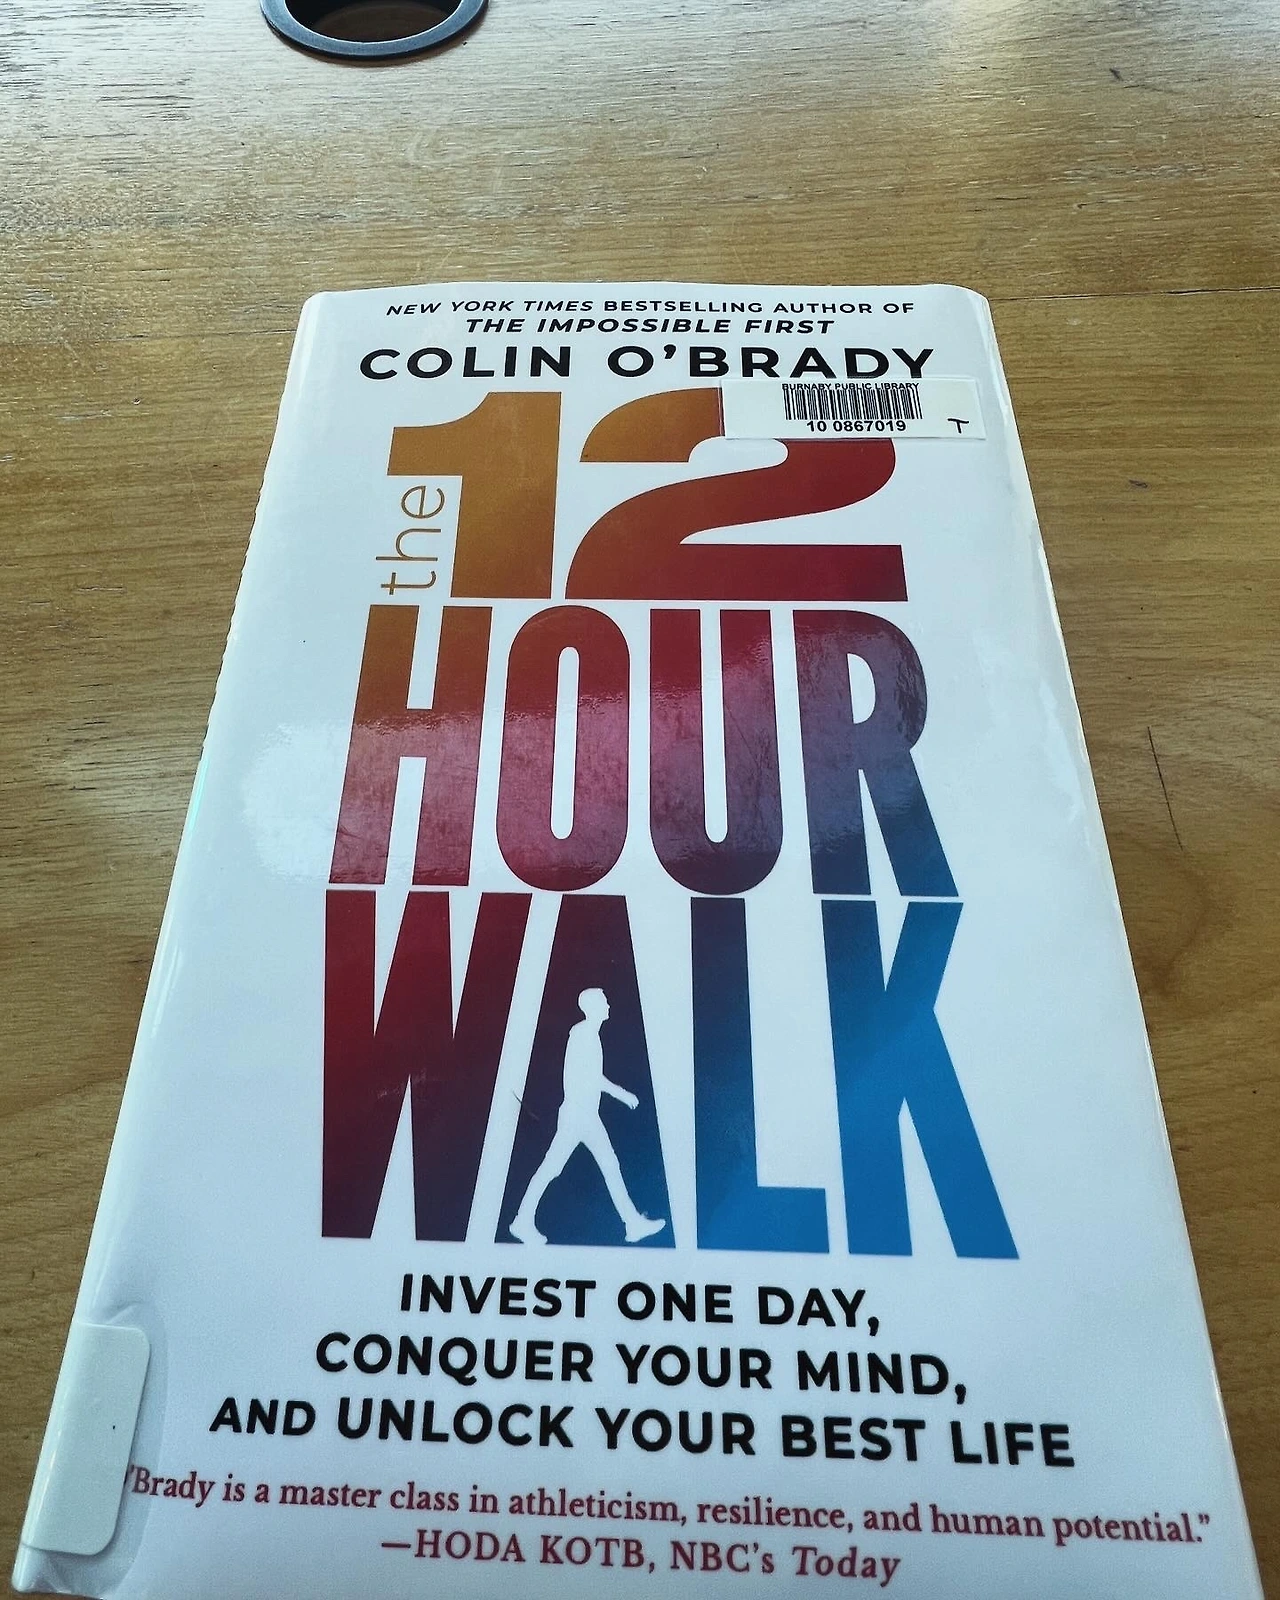 NEW YORK TIMES BESTSELLING AUTHOR OF
THE IMPOSSIBLE FIRST
COLIN O'BRADY
BURNABY PUBLIC LIBRARY
10 0867019 T
the 12
HOUR
WALK
INVEST ONE DAY,
CONQUER YOUR MIND,
AND UNLOCK YOUR BEST LIFE
'Brady is a master class in athleticism, resilience, and human potential.”
—HODA KOTB, NBC's Today